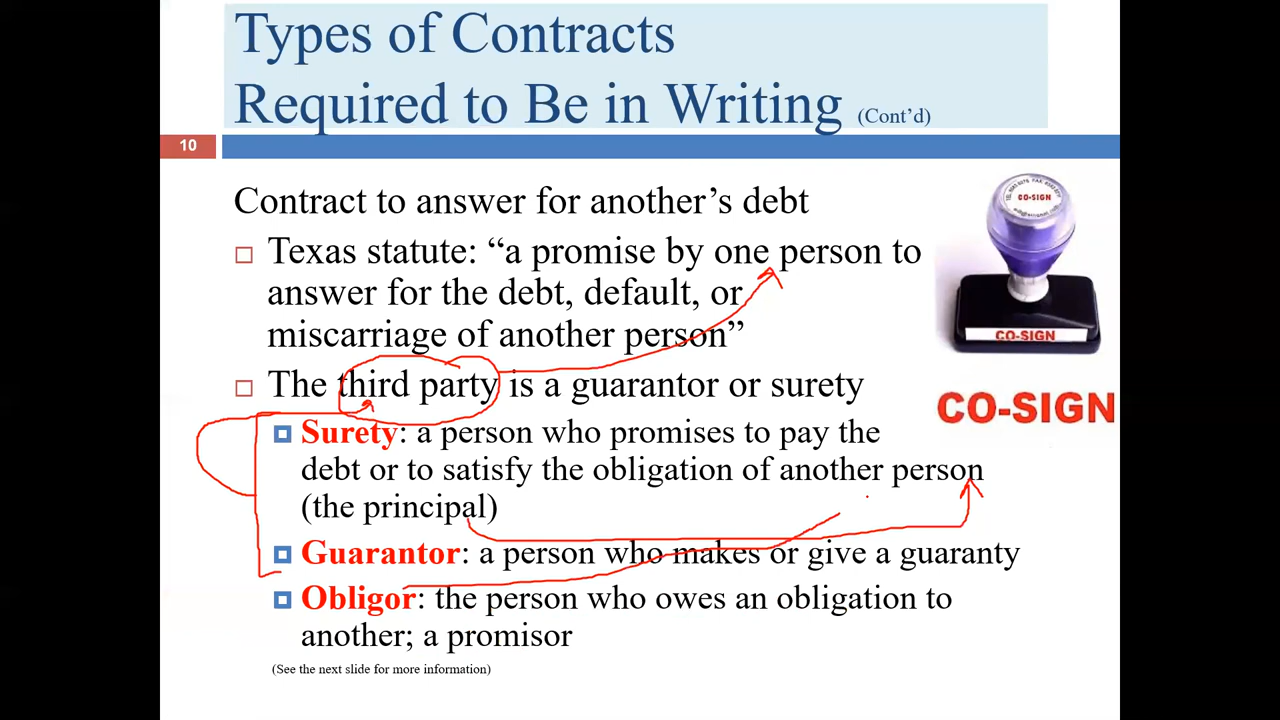 Types of Contracts
Required to Be in Writing (Cont’d)
10
Contract to answer for another’s debt
Texas statute: “a promise by one person to
answer for the debt, default, or
miscarriage of another person”
The third party is a guarantor or surety
Surety: a person who promises to pay the
debt or to satisfy the obligation of another person
(the principal)
Guarantor: a person who makes or give a guaranty
Obligor: the person who owes an obligation to
another; a promisor
(See the next slide for more information)
CO-SIGN
CO-SIGN
CO-SIGN